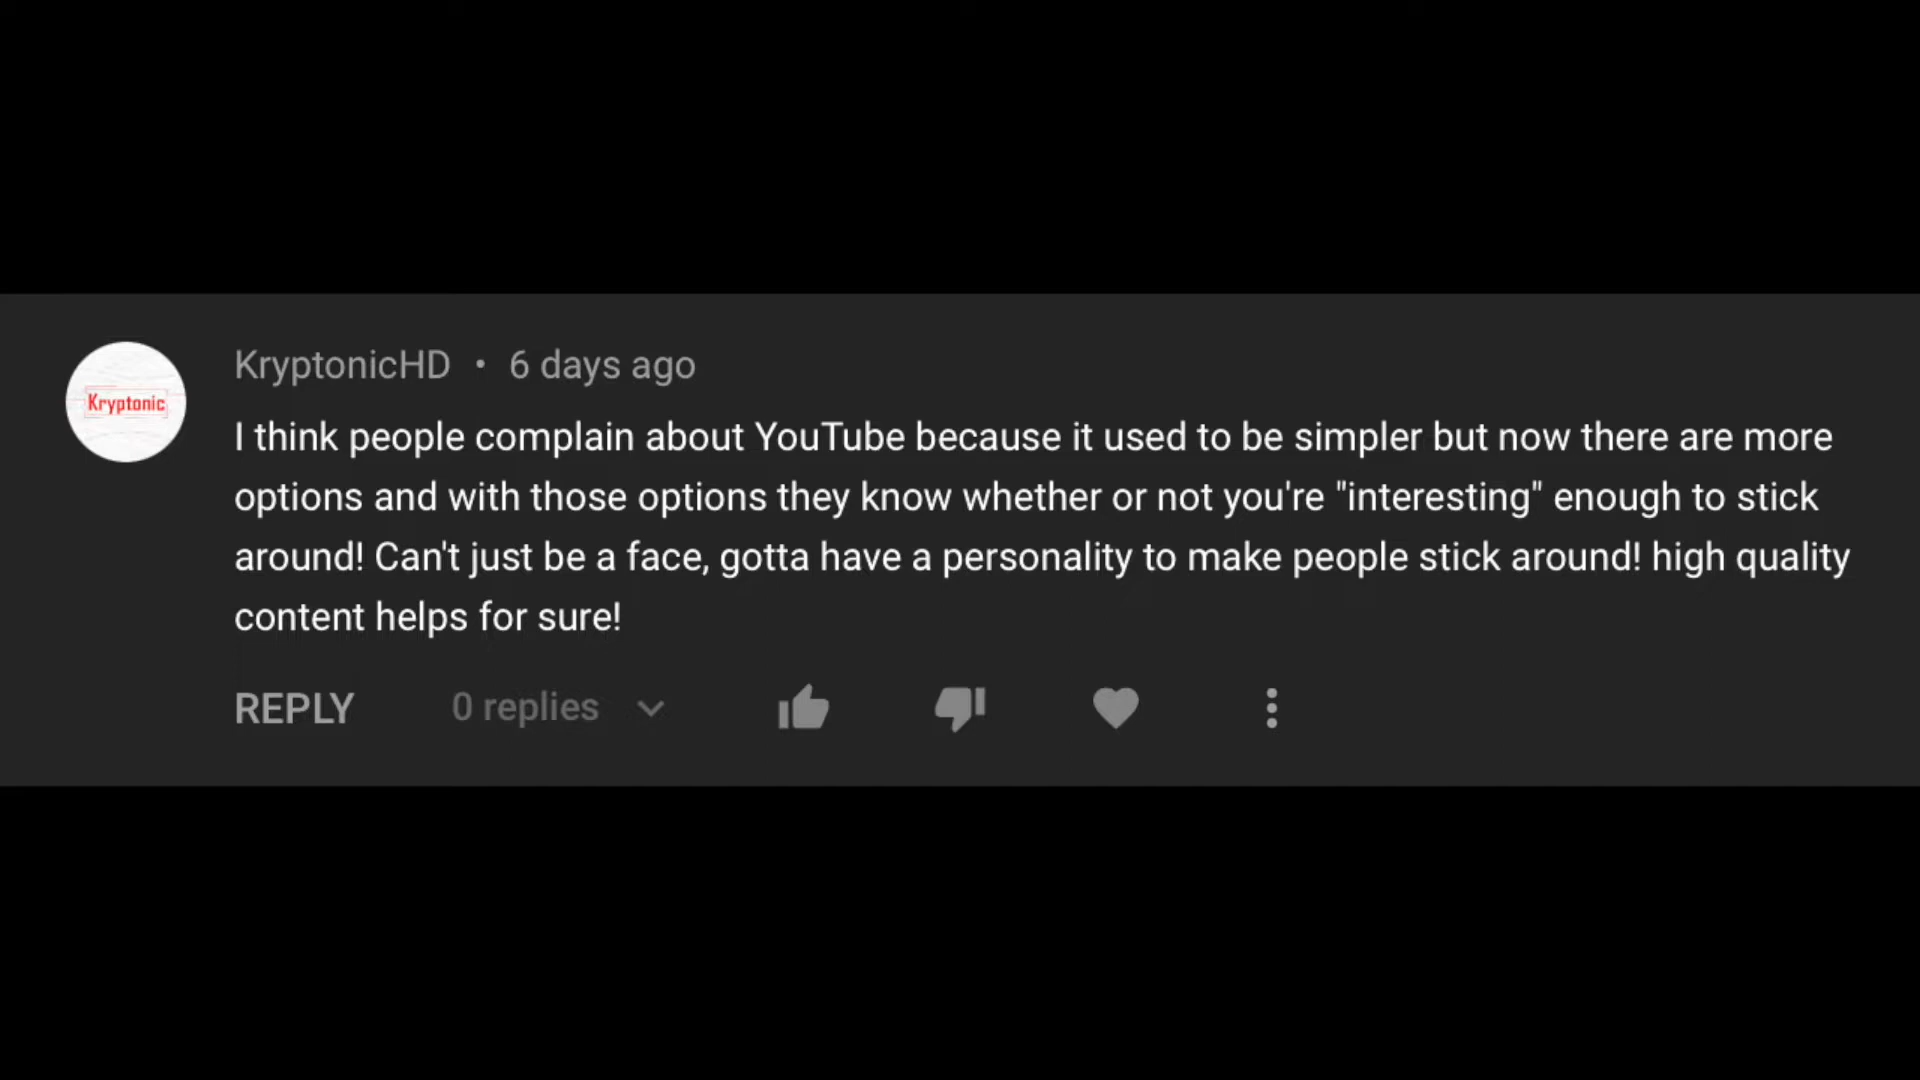 KryptonicHD • 6 days ago
Kryptonic
I think people complain about YouTube because it used to be simpler but now there are more
options and with those options they know whether or not you're "interesting" enough to stick
around! Can't just be a face, gotta have a personality to make people stick around! high quality
content helps for sure!
REPLY 0 replies